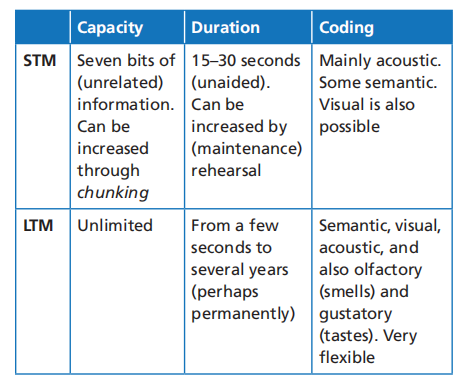 Capacity Duration Coding
STM
Seven bits of
(unrelated)
information.
Can be
increased
through
chunking
15–30 seconds
(unaided).
Can be
increased by
(maintenance)
rehearsal
Mainly acoustic.
Some semantic.
Visual is also
possible
LTM
Unlimited
From a few
seconds to
several years
(perhaps
permanently)
Semantic, visual,
acoustic, and
also olfactory
(smells) and
gustatory
(tastes). Very
flexible